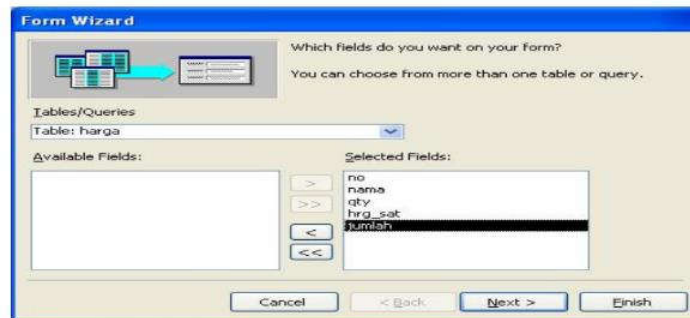 Form Wizard
Which fields do you want on your form?
You can choose from more than one table or query.
Tables/Queries
Table: harga
Available Fields:
Selected Fields:
>
>>
<
<<
no
nama
qty
hrg_sat
jumlah
Cancel
< Back
Next >
Finish